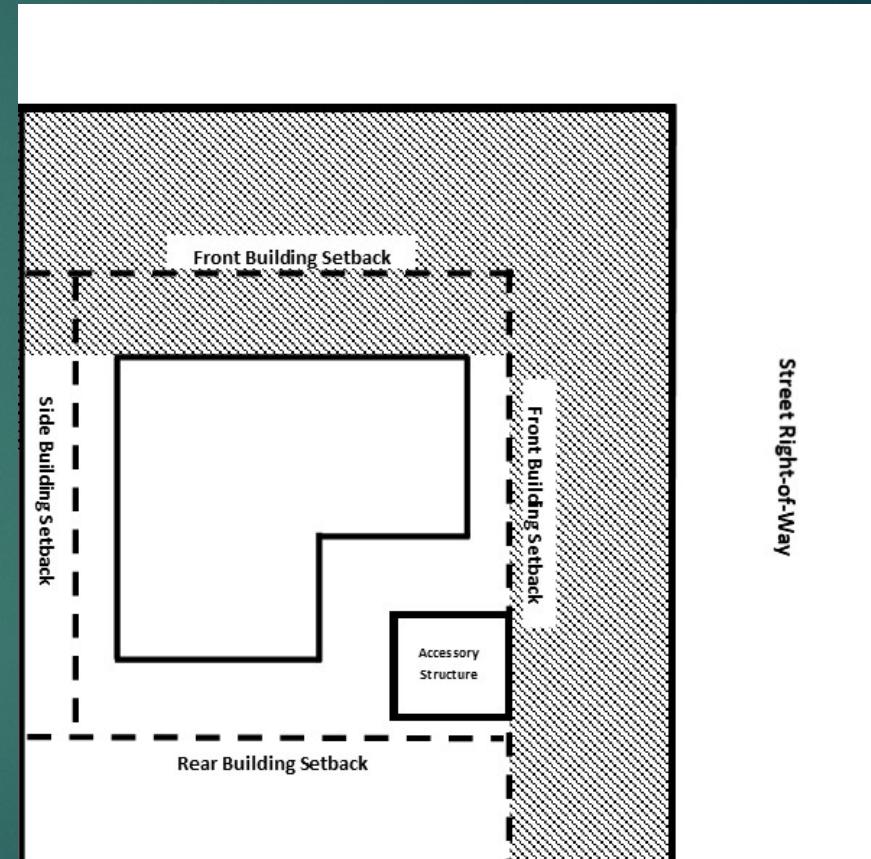 Front Building Setback
Side Building Setback
Front Building Setback
Street Right-of-Way
Accessory
Structure
Rear Building Setback